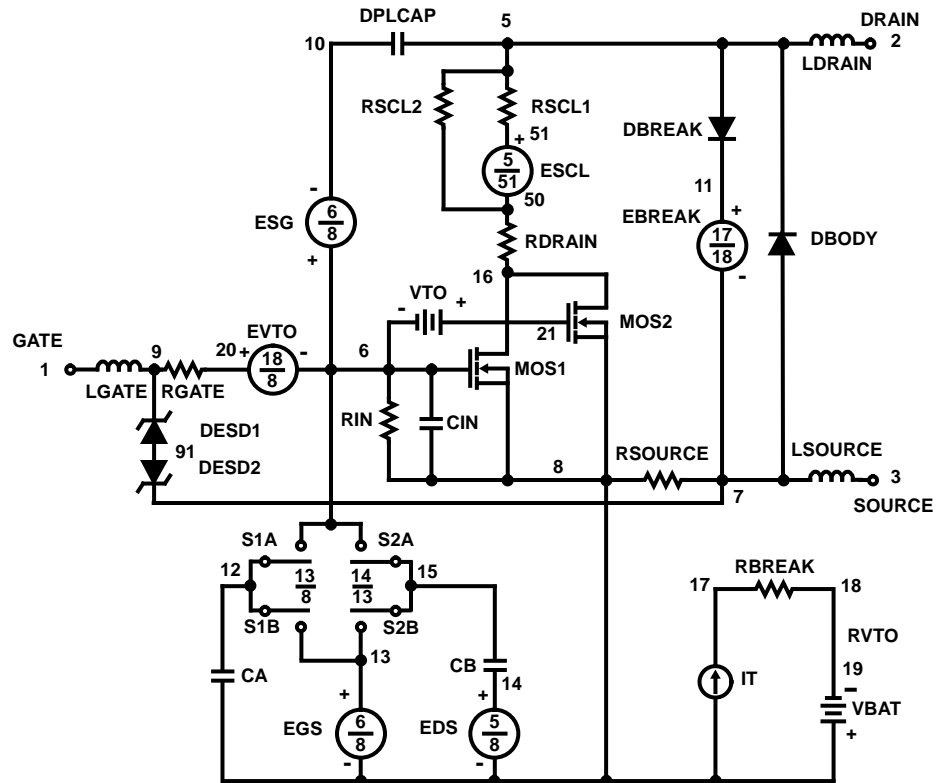 DPLCAP
5
DRAIN
10
2
LDRAIN
RSCL2
RSCL1
DBREAK
+ 51
5
51
ESCL
50
11
-
ESG
6
8
+
EBREAK
+
17
18
-
DBODY
RDRAIN
16
VTO
- +
21
MOS2
GATE
1
9
LGATE
RGATE
EVTO
20 +
18
8
-
6
MOS1
DESD1
91
DESD2
RIN
CIN
8
RSOURCE
7
LSOURCE
3
SOURCE
S1A
S2A
12
13
8
14
13
15
S1B
S2B
13
RBREAK
17
18
RVTO
CA
CB
14
19
IT
-
VBAT
+
+
EGS
6
8
-
+
EDS
5
8
-